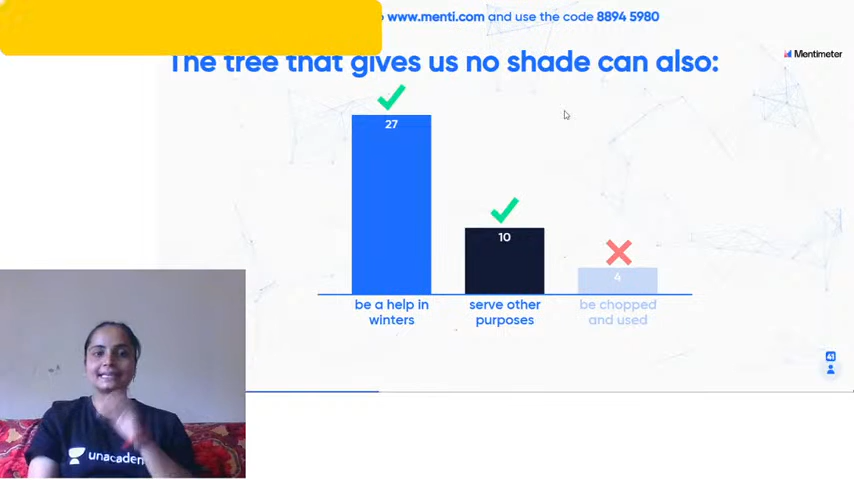 www.menti.com and use the code 8894 5980
Mentimeter
The tree that gives us no shade can also:
27
10
4
be a help in
winters
serve other
purposes
be chopped
and used
41
unacadem